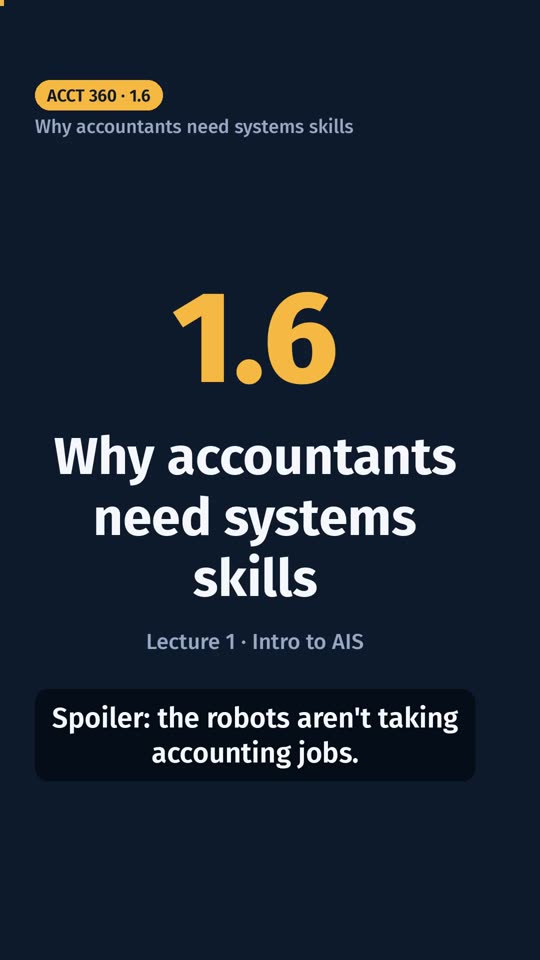 ACCT 360 · 1.6
Why accountants need systems skills
1.6
Why accountants
need systems
skills
Lecture 1 · Intro to AIS
Spoiler: the robots aren't taking
accounting jobs.